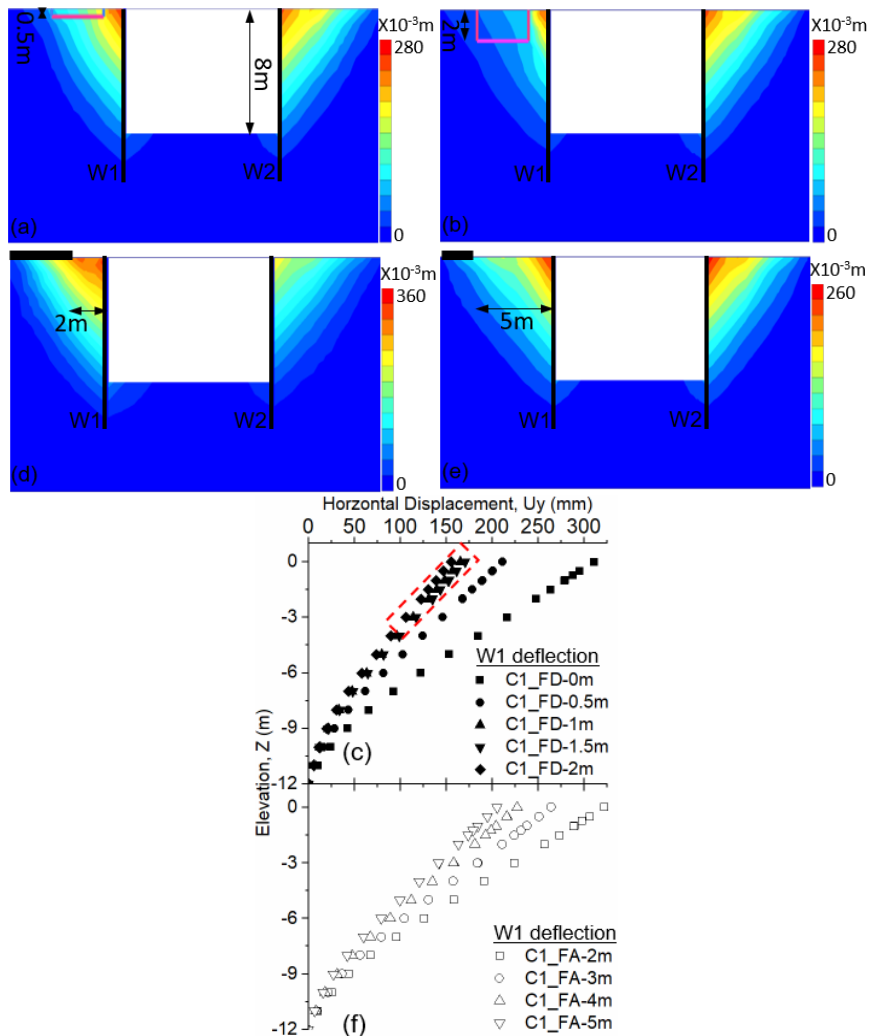 0.5m
8m
W1
W2
(a)
X10⁻³m
280
0
2m
W1
W2
(b)
X10⁻³m
280
0
2m
W1
W2
(d)
X10⁻³m
360
0
5m
W1
W2
(e)
X10⁻³m
260
0
Horzontal Displacement, Uy (mm)
0 50 100 150 200 250 300
Elevation, Z (m)
0
-3
-6
-9
-12
W1 deflection
C1_FD-0m
C1_FD-0.5m
C1_FD-1m
C1_FD-1.5m
C1_FD-2m
(c)
0
-3
-6
-9
-12
W1 deflection
C1_FA-2m
C1_FA-3m
C1_FA-4m
C1_FA-5m
(f)